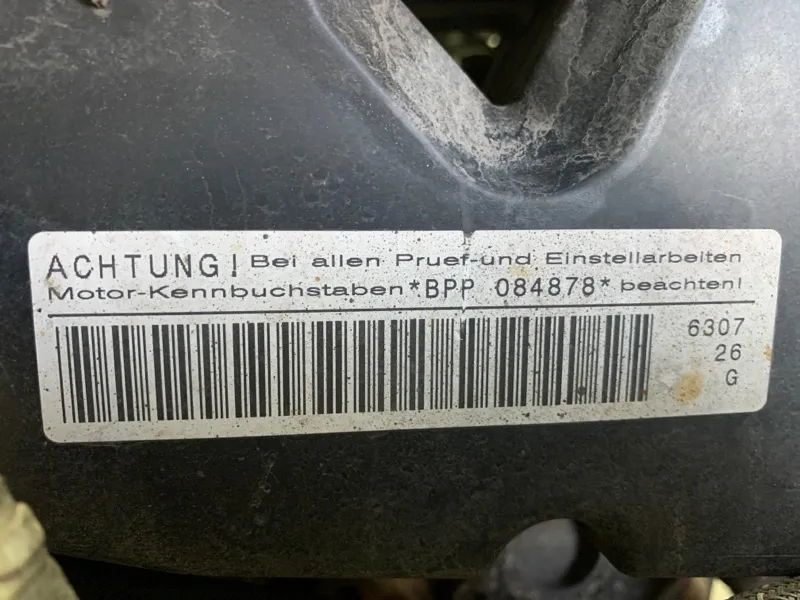 ACHTUNG! Bei allen Pruef-und Einstellarbeiten
Motor-Kennbuchstaben *BPP 084878* beachten!
6307
26
G